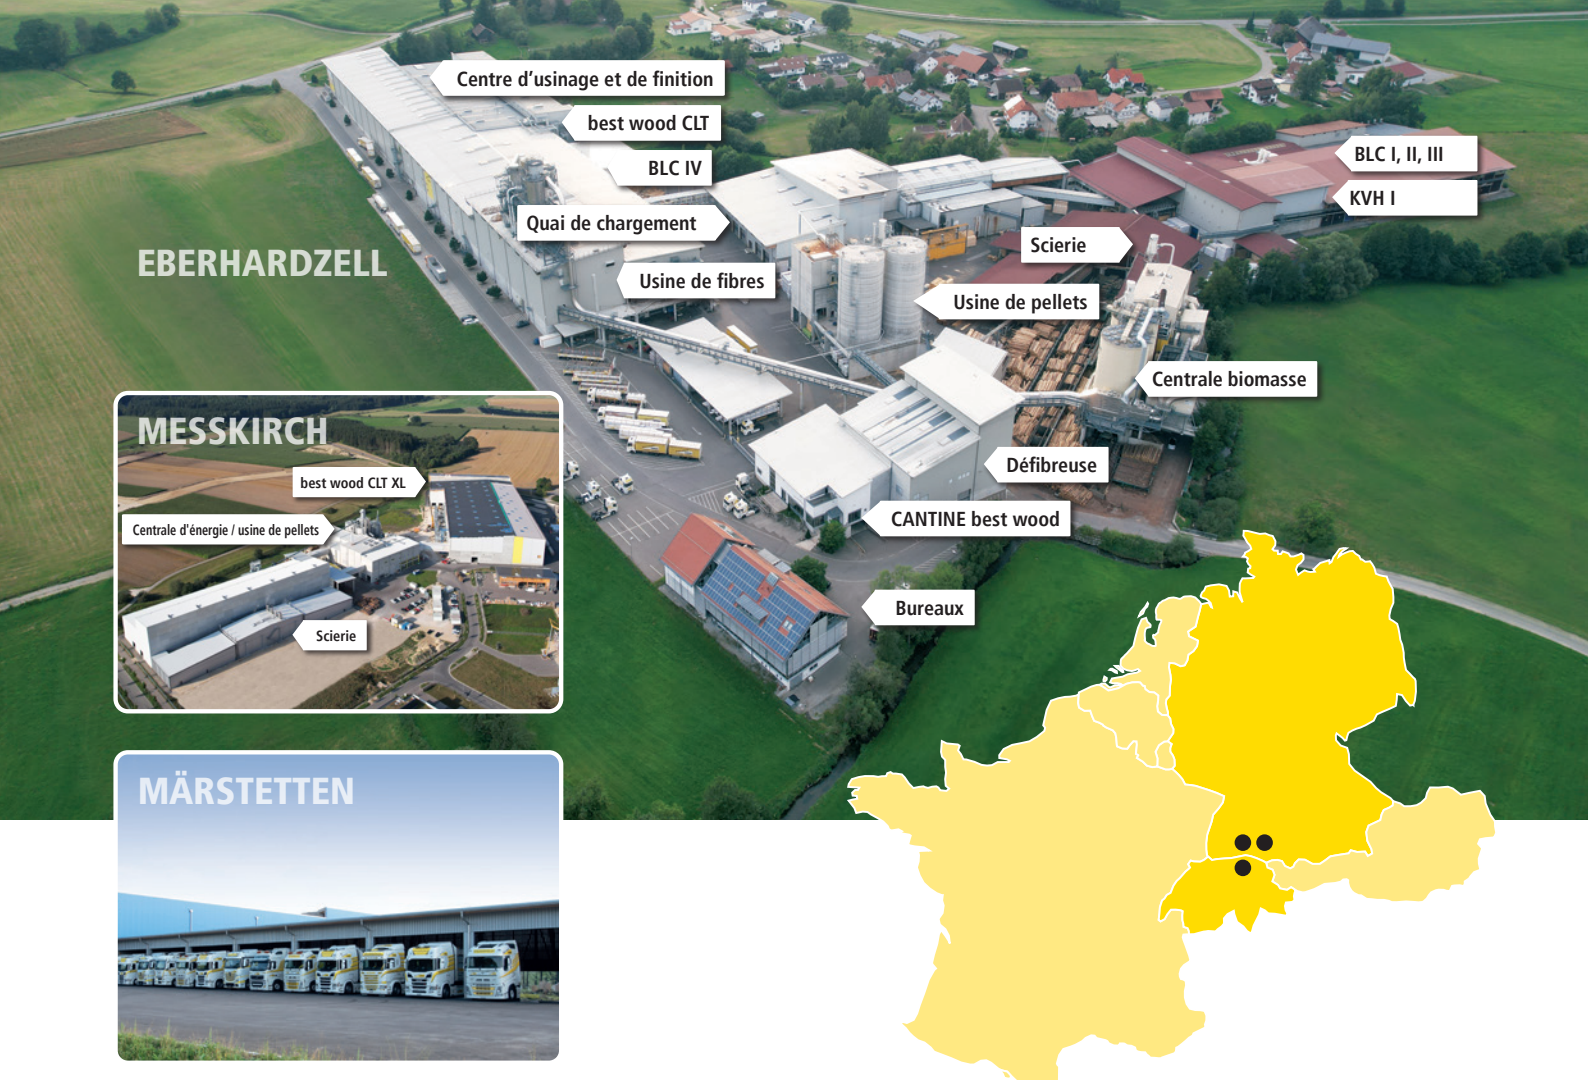 Centre d’usinage et de finition
best wood CLT
BLC IV
BLC I, II, III
KVH I
Quai de chargement
Scierie
EBERHARDZELL
Usine de fibres
Usine de pellets
Centrale biomasse
MESSKIRCH
best wood CLT XL
Centrale d'énergie / usine de pellets
Scierie
Défibreuse
CANTINE best wood
Bureaux
MÄRSTETTEN